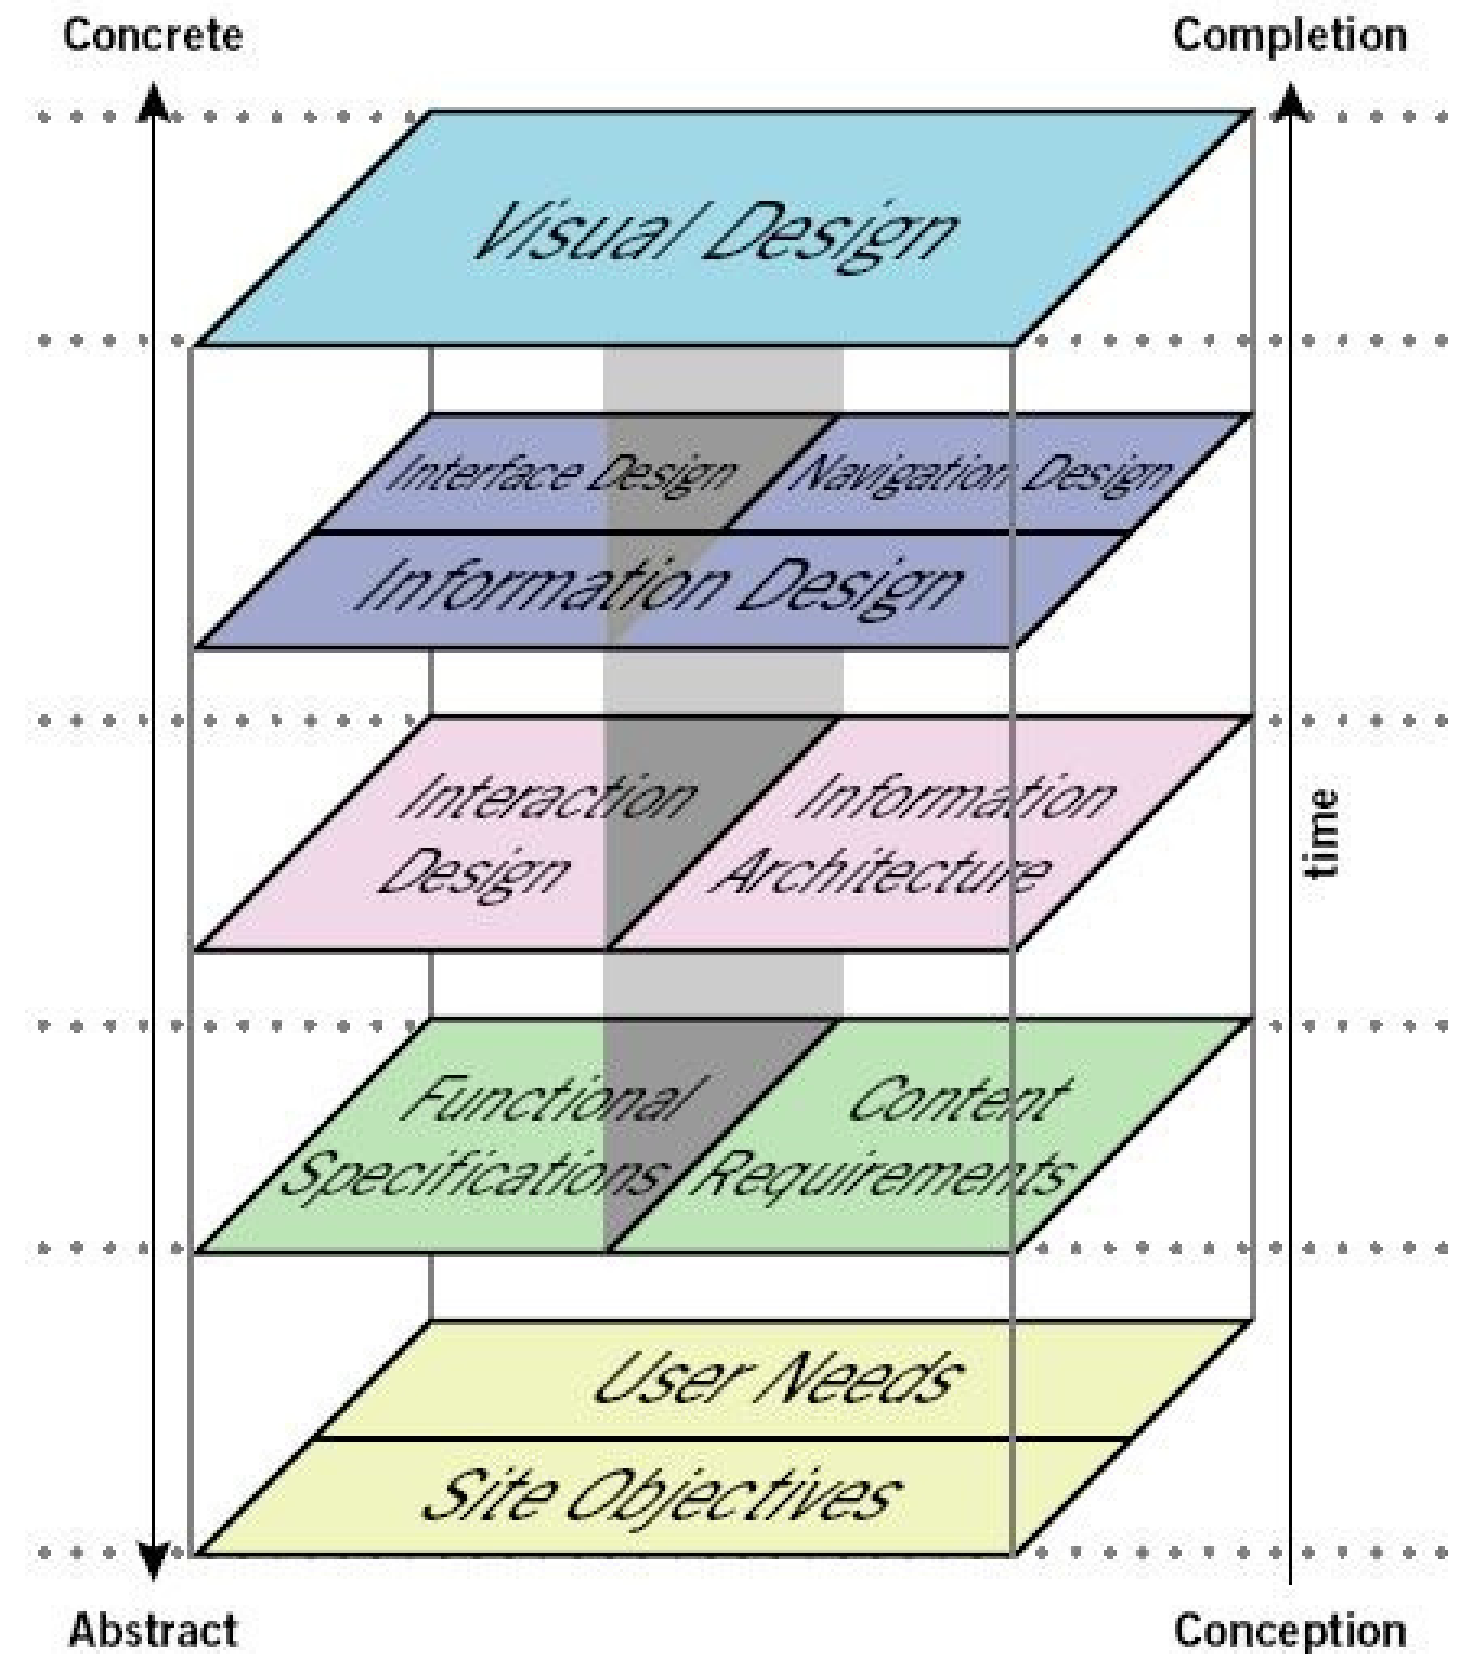 Concrete
Completion
Visual Design
Interface Design
Navigation Design
Information Design
Interaction
Design
Information
Architecture
time
Functional
Specifications
Content
Requirements
User Needs
Site Objectives
Abstract
Conception